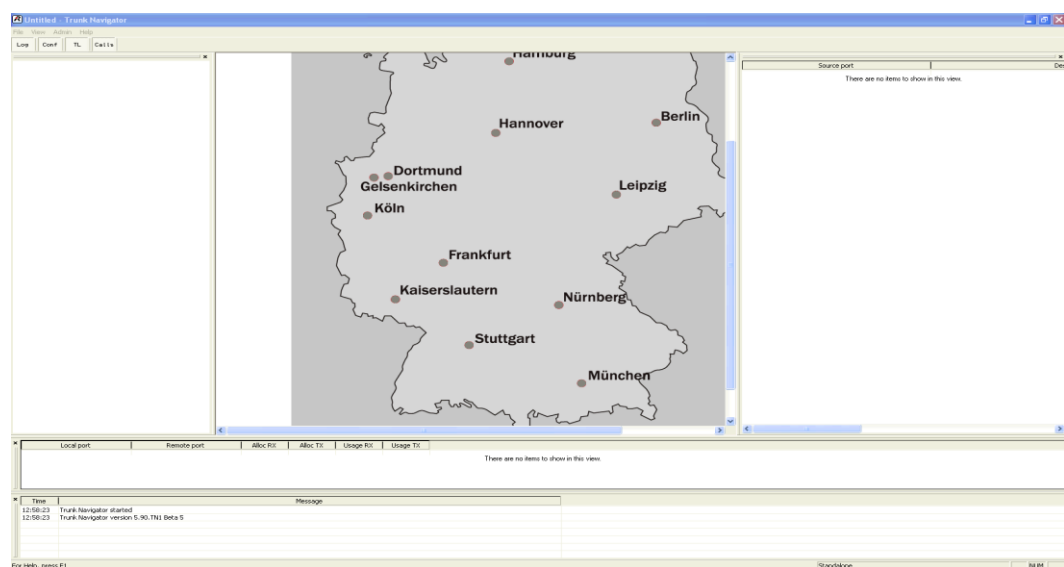 Untitled - Trunk Navigator
File View Admin Help
Log Conf TL Calls
Hamburg
Hannover
Berlin
Dortmund
Gelsenkirchen
Leipzig
Köln
Frankfurt
Kaiserslautern
Nürnberg
Stuttgart
München
Source port Des
There are no items to show in this view.
Local port Remote port Alloc RX Alloc TX Usage RX Usage TX
There are no items to show in this view.
Time Message
12:58:23 Trunk Navigator started
12:58:23 Trunk Navigator version 5.90.TN1 Beta 5
For Help, press F1 Standalone NUM